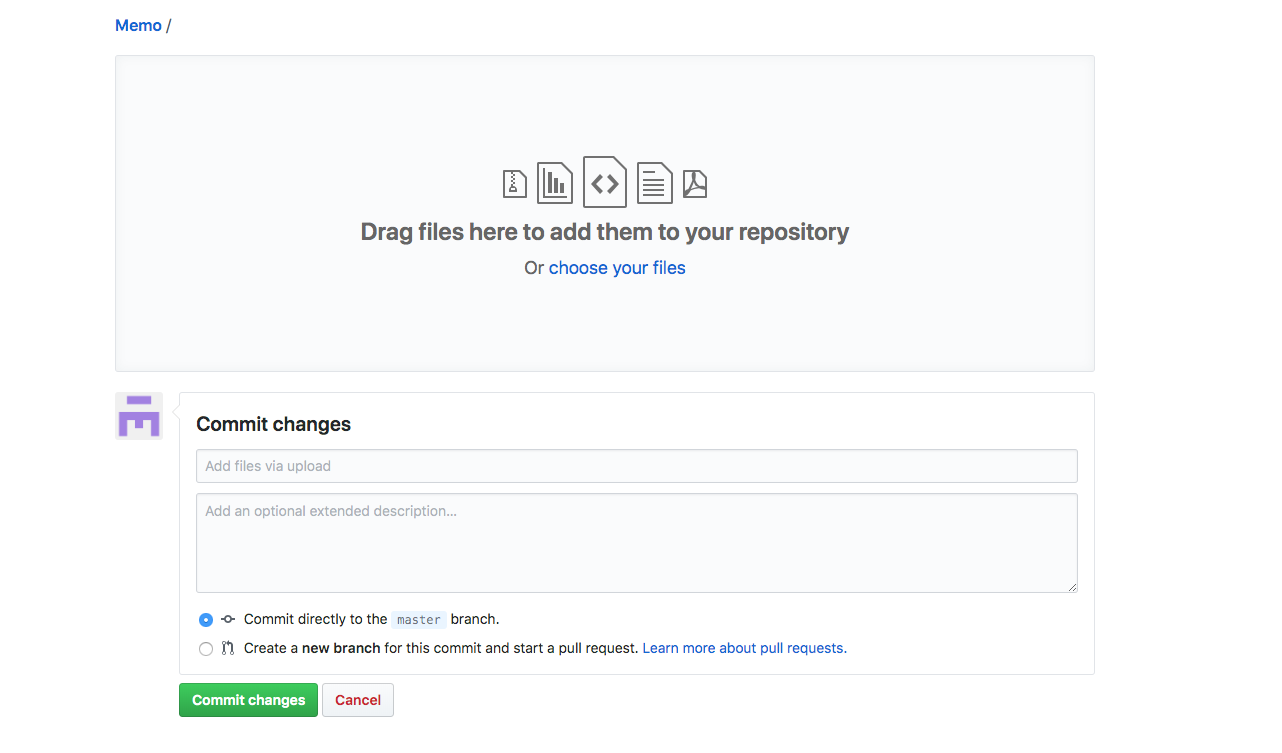 Memo /
Drag files here to add them to your repository
Or choose your files
Commit changes
Add files via upload
Add an optional extended description...
Commit directly to the master branch.
Create a new branch for this commit and start a pull request. Learn more about pull requests.
Commit changes Cancel